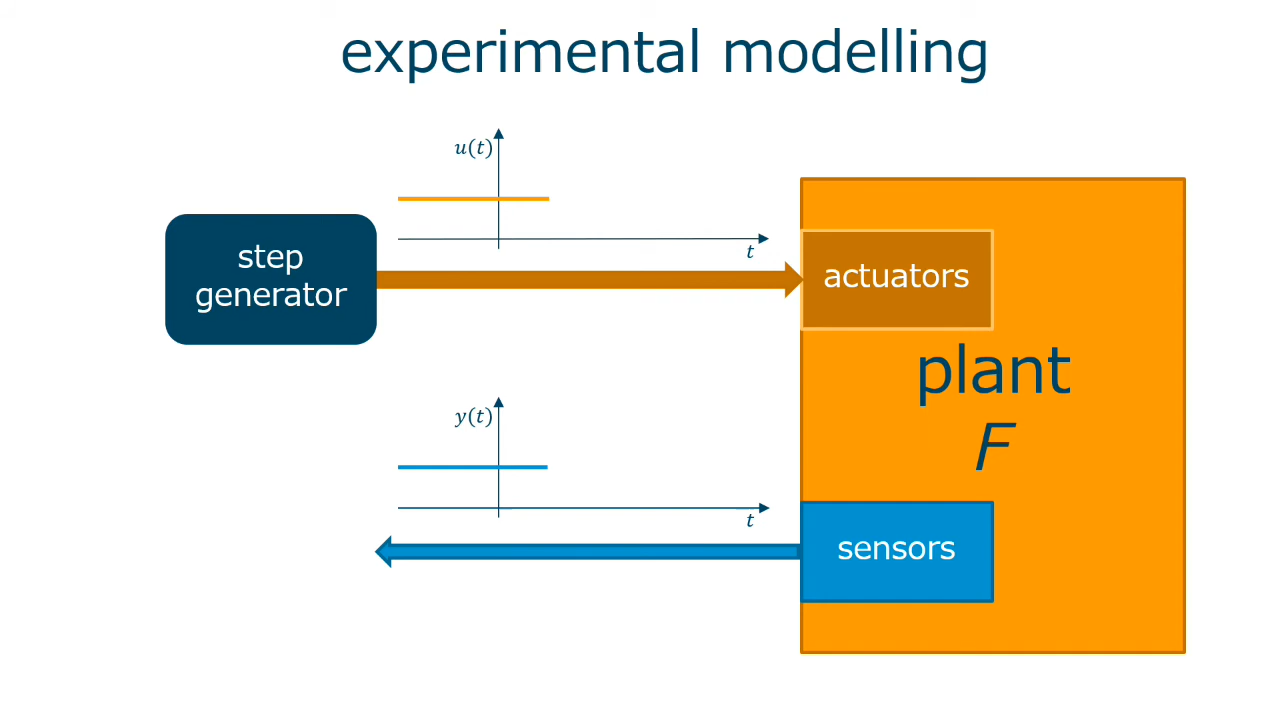 experimental modelling
u(t)
t
step
generator
actuators
plant
F
y(t)
t
sensors